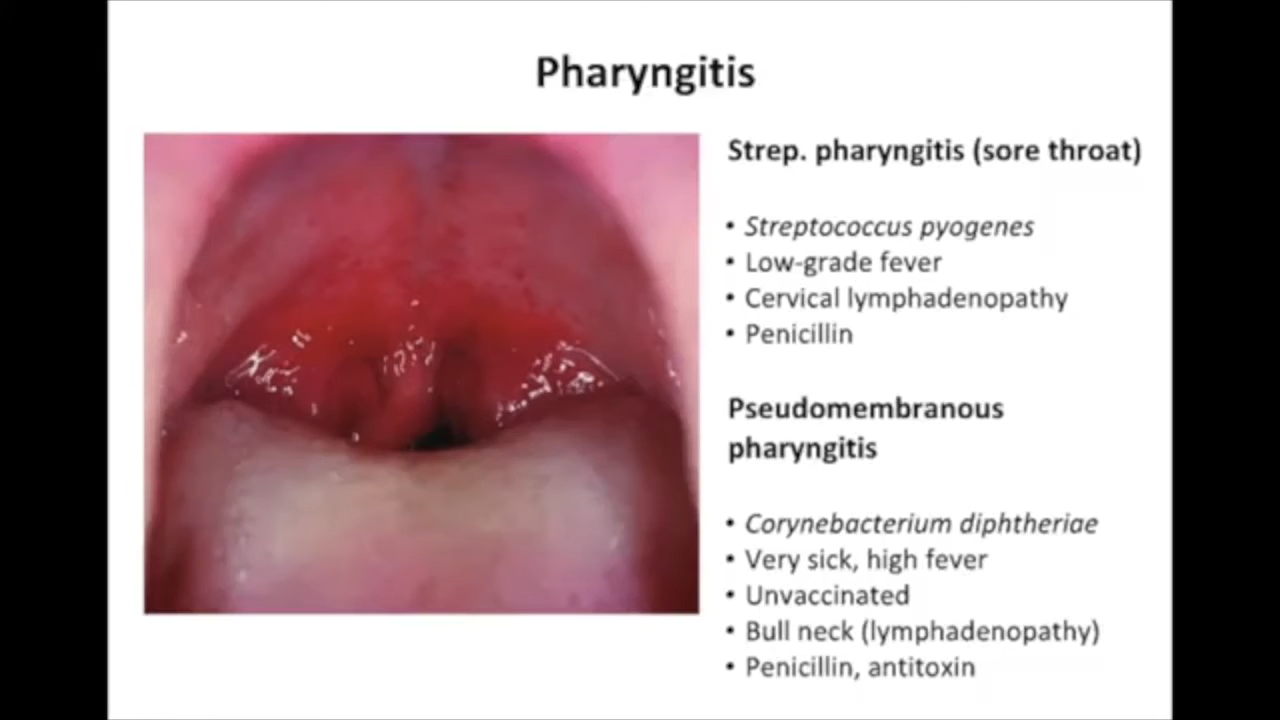 Pharyngitis
Strep. pharyngitis (sore throat)
• Streptococcus pyogenes
• Low-grade fever
• Cervical lymphadenopathy
• Penicillin
Pseudomembranous
pharyngitis
• Corynebacterium diphtheriae
• Very sick, high fever
• Unvaccinated
• Bull neck (lymphadenopathy)
• Penicillin, antitoxin